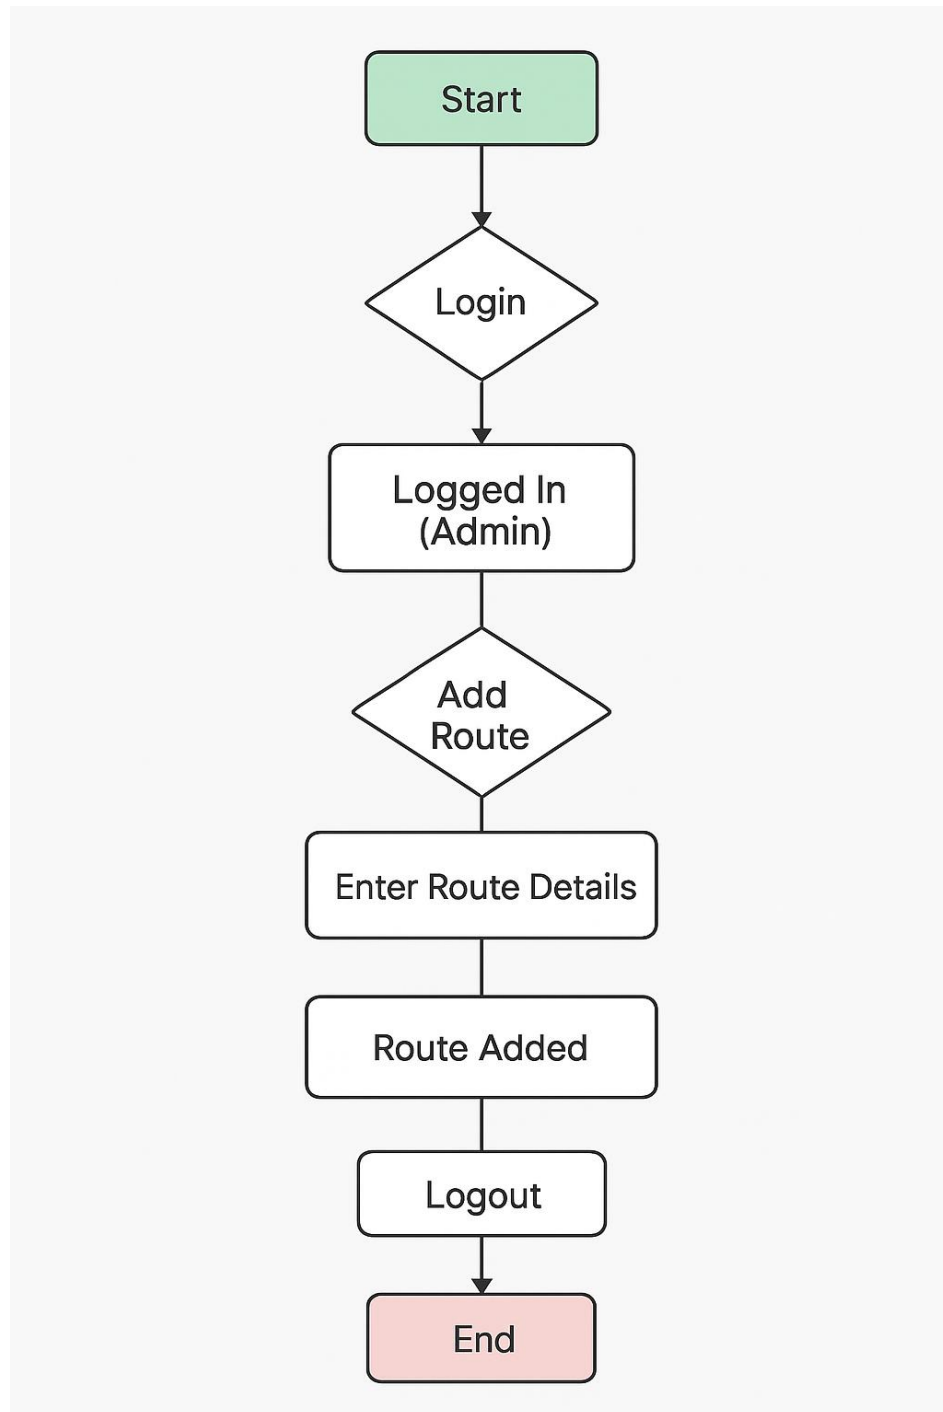 Start
Login
Logged In
(Admin)
Add
Route
Enter Route Details
Route Added
Logout
End